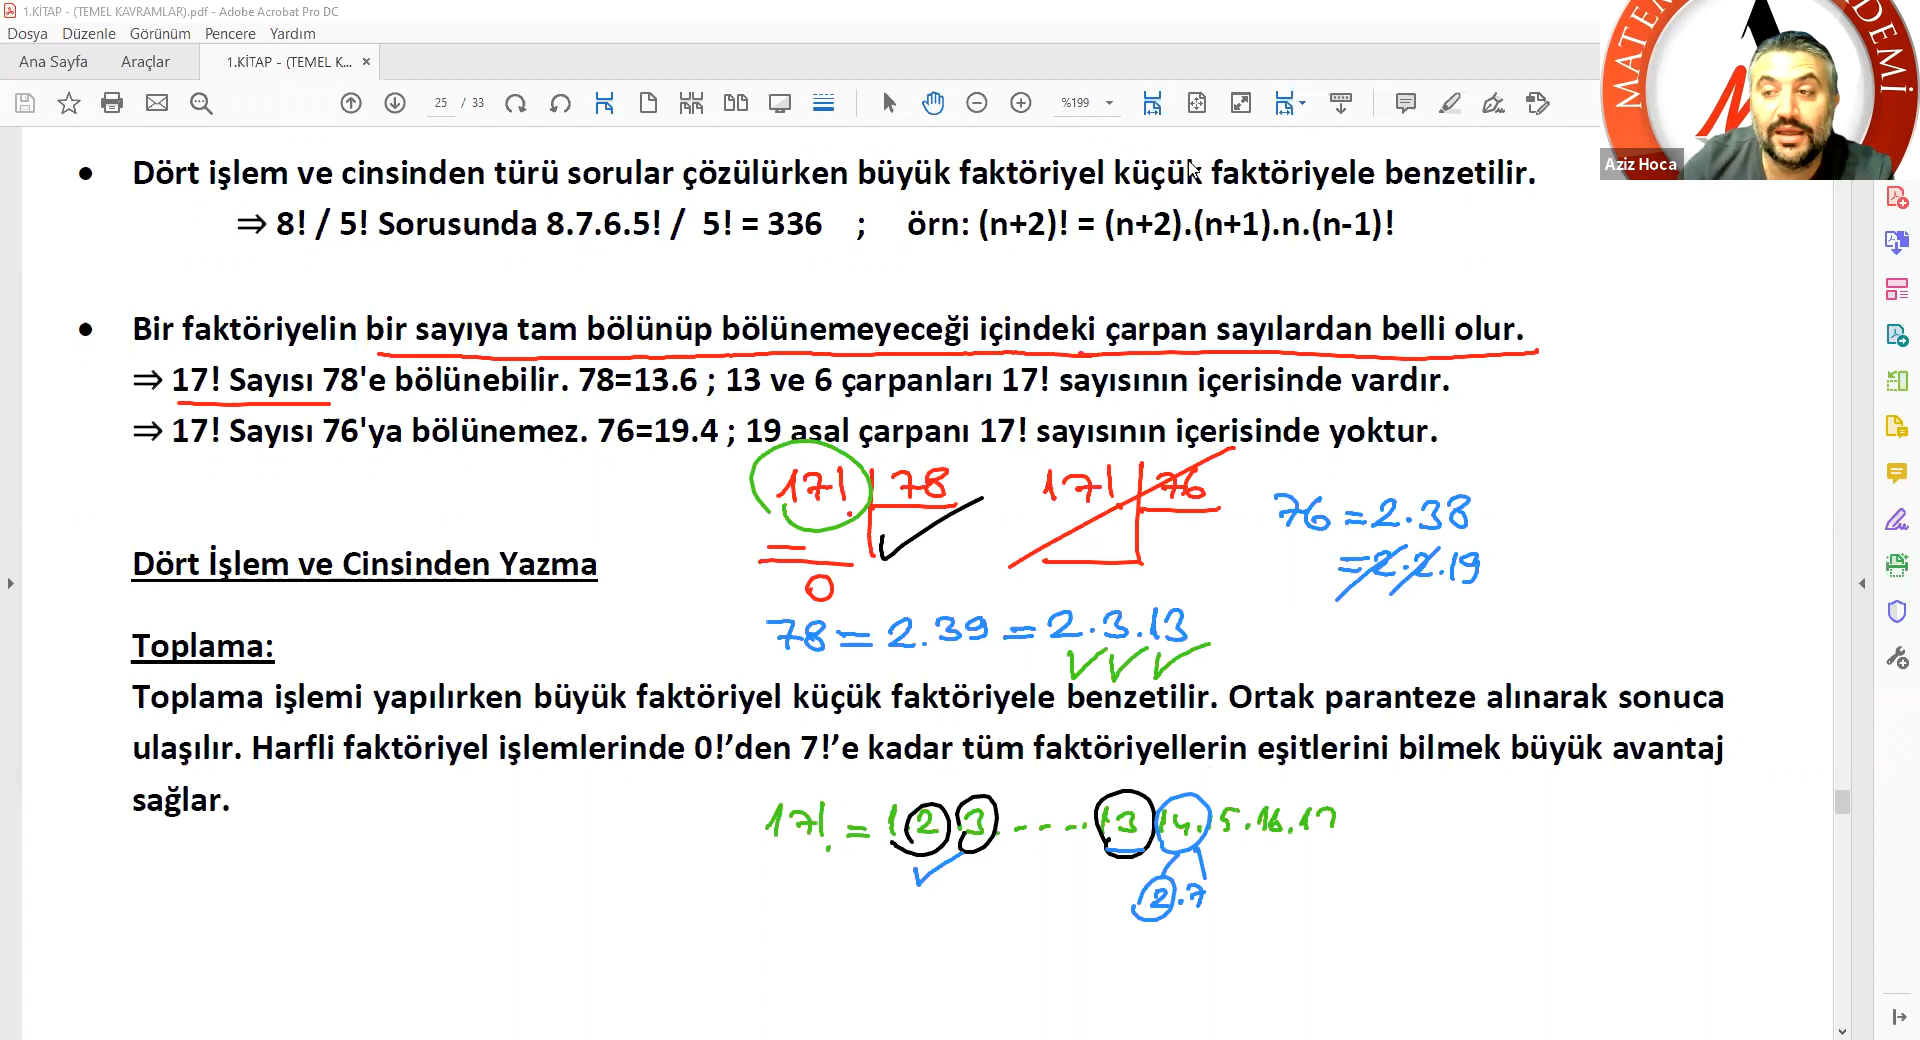 1.KİTAP - (TEMEL KAVRAMLAR).pdf - Adobe Acrobat Pro DC
Dosya Düzenle Görünüm Pencere Yardım
Ana Sayfa Araçlar 1.KİTAP - (TEMEL K... ×
25 / 33 %199
Aziz Hoca
• Dört işlem ve cinsinden türü sorular çözülürken büyük faktöriyel küçük faktöriyele benzetilir.
⇒ 8! / 5! Sorusunda 8.7.6.5! / 5! = 336 ; örn: (n+2)! = (n+2).(n+1).n.(n-1)!
• Bir faktöriyelin bir sayıya tam bölünüp bölünemeyeceği içindeki çarpan sayılardan belli olur.
⇒ 17! Sayısı 78'e bölünebilir. 78=13.6 ; 13 ve 6 çarpanları 17! sayısının içerisinde vardır.
⇒ 17! Sayısı 76'ya bölünemez. 76=19.4 ; 19 asal çarpanı 17! sayısının içerisinde yoktur.
17! 78 17! 76 76 = 2.38
= 2.2.19
0
Dört İşlem ve Cinsinden Yazma
78 = 2.39 = 2.3.13
Toplama:
Toplama işlemi yapılırken büyük faktöriyel küçük faktöriyele benzetilir. Ortak paranteze alınarak sonuca
ulaşılır. Harfli faktöriyel işlemlerinde 0!’den 7!’e kadar tüm faktöriyellerin eşitlerini bilmek büyük avantaj
sağlar.
17! = 1 2 3 . - - - - . 13 14. 5.16.17
2.7